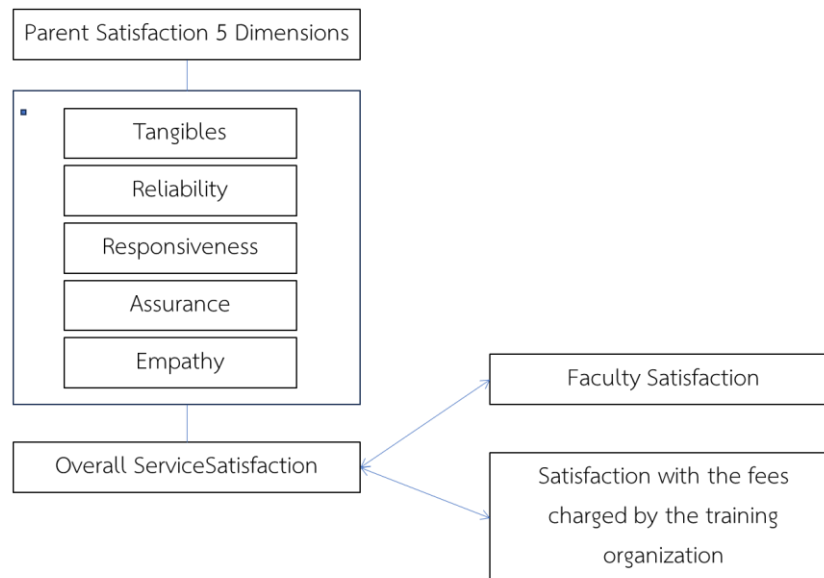 Parent Satisfaction 5 Dimensions
Tangibles
Reliability
Responsiveness
Assurance
Empathy
Faculty Satisfaction
Overall ServiceSatisfaction
Satisfaction with the fees
charged by the training
organization